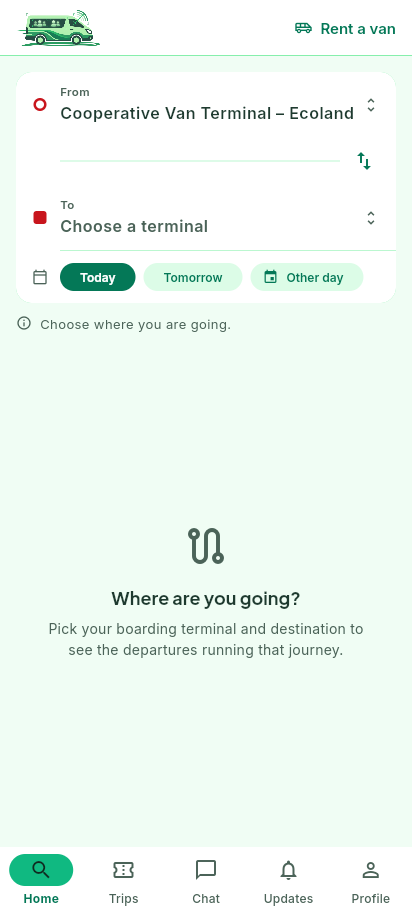 Rent a van
From
Cooperative Van Terminal – Ecoland
To
Choose a terminal
Today
Tomorrow
Other day
Choose where you are going.
Where are you going?
Pick your boarding terminal and destination to
see the departures running that journey.
Home
Trips
Chat
Updates
Profile